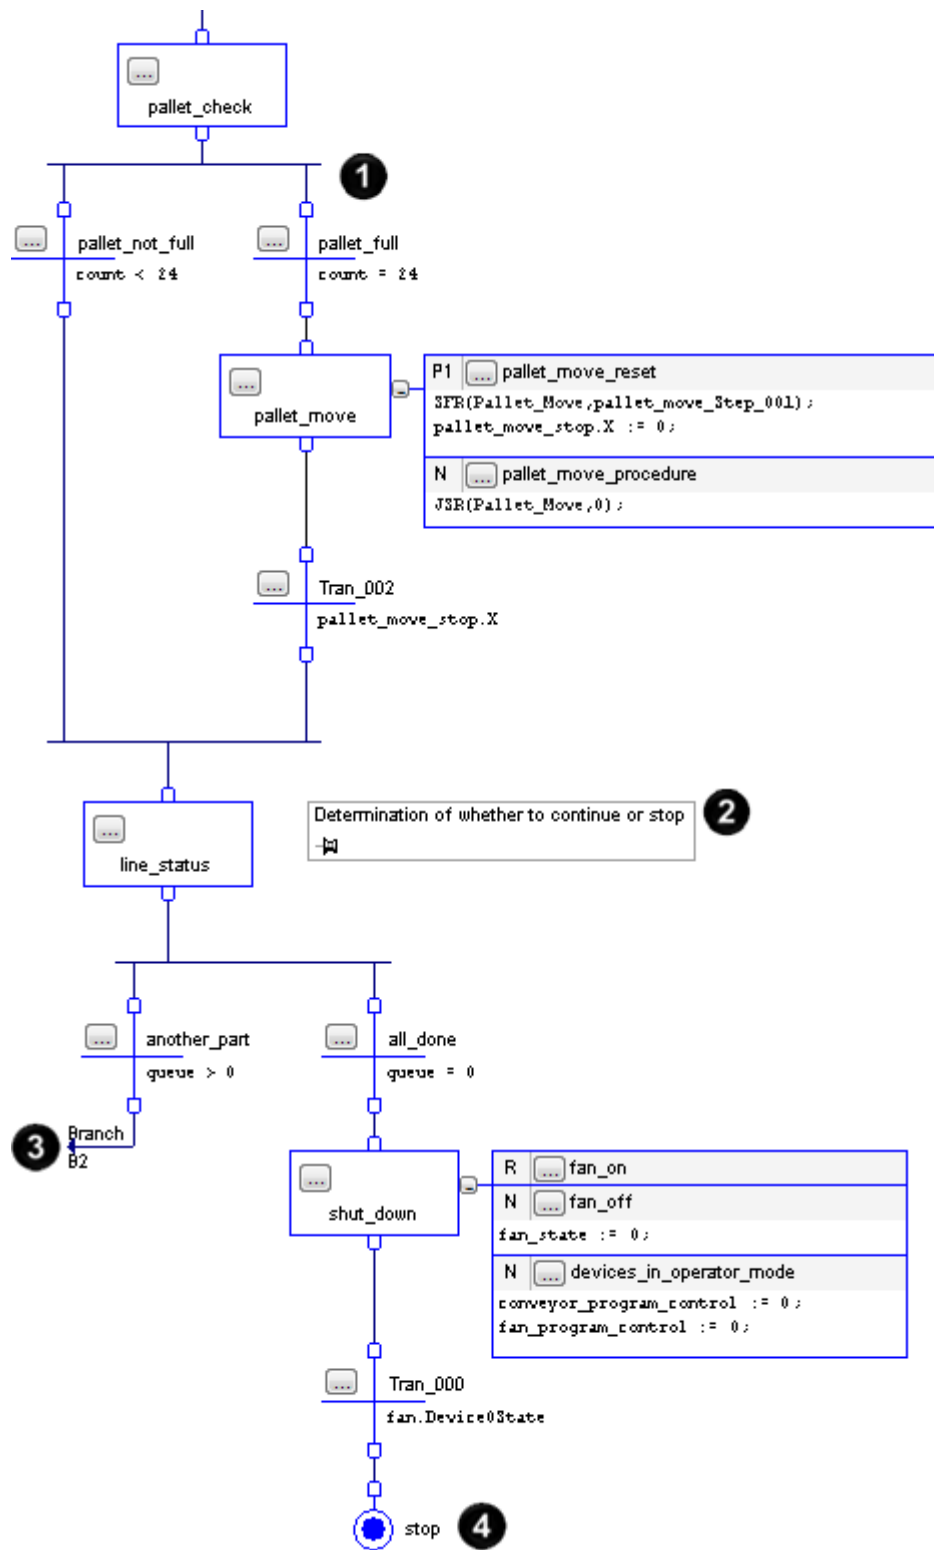 ...
pallet_check
1
...
pallet_not_full
count < 24
...
pallet_full
count = 24
...
pallet_move
P1 ... pallet_move_reset
SFR(Pallet_Move,pallet_move_Step_001);
pallet_move_stop.X := 0;
N ... pallet_move_procedure
JSR(Pallet_Move,0);
...
Tran_002
pallet_move_stop.X
...
line_status
Determination of whether to continue or stop
2
...
another_part
queue > 0
...
all_done
queue = 0
3
Branch
B2
...
shut_down
R ... fan_on
N ... fan_off
fan_state := 0;
N ... devices_in_operator_mode
conveyor_program_control := 0;
fan_program_control := 0;
...
Tran_000
fan.Device0State
stop
4